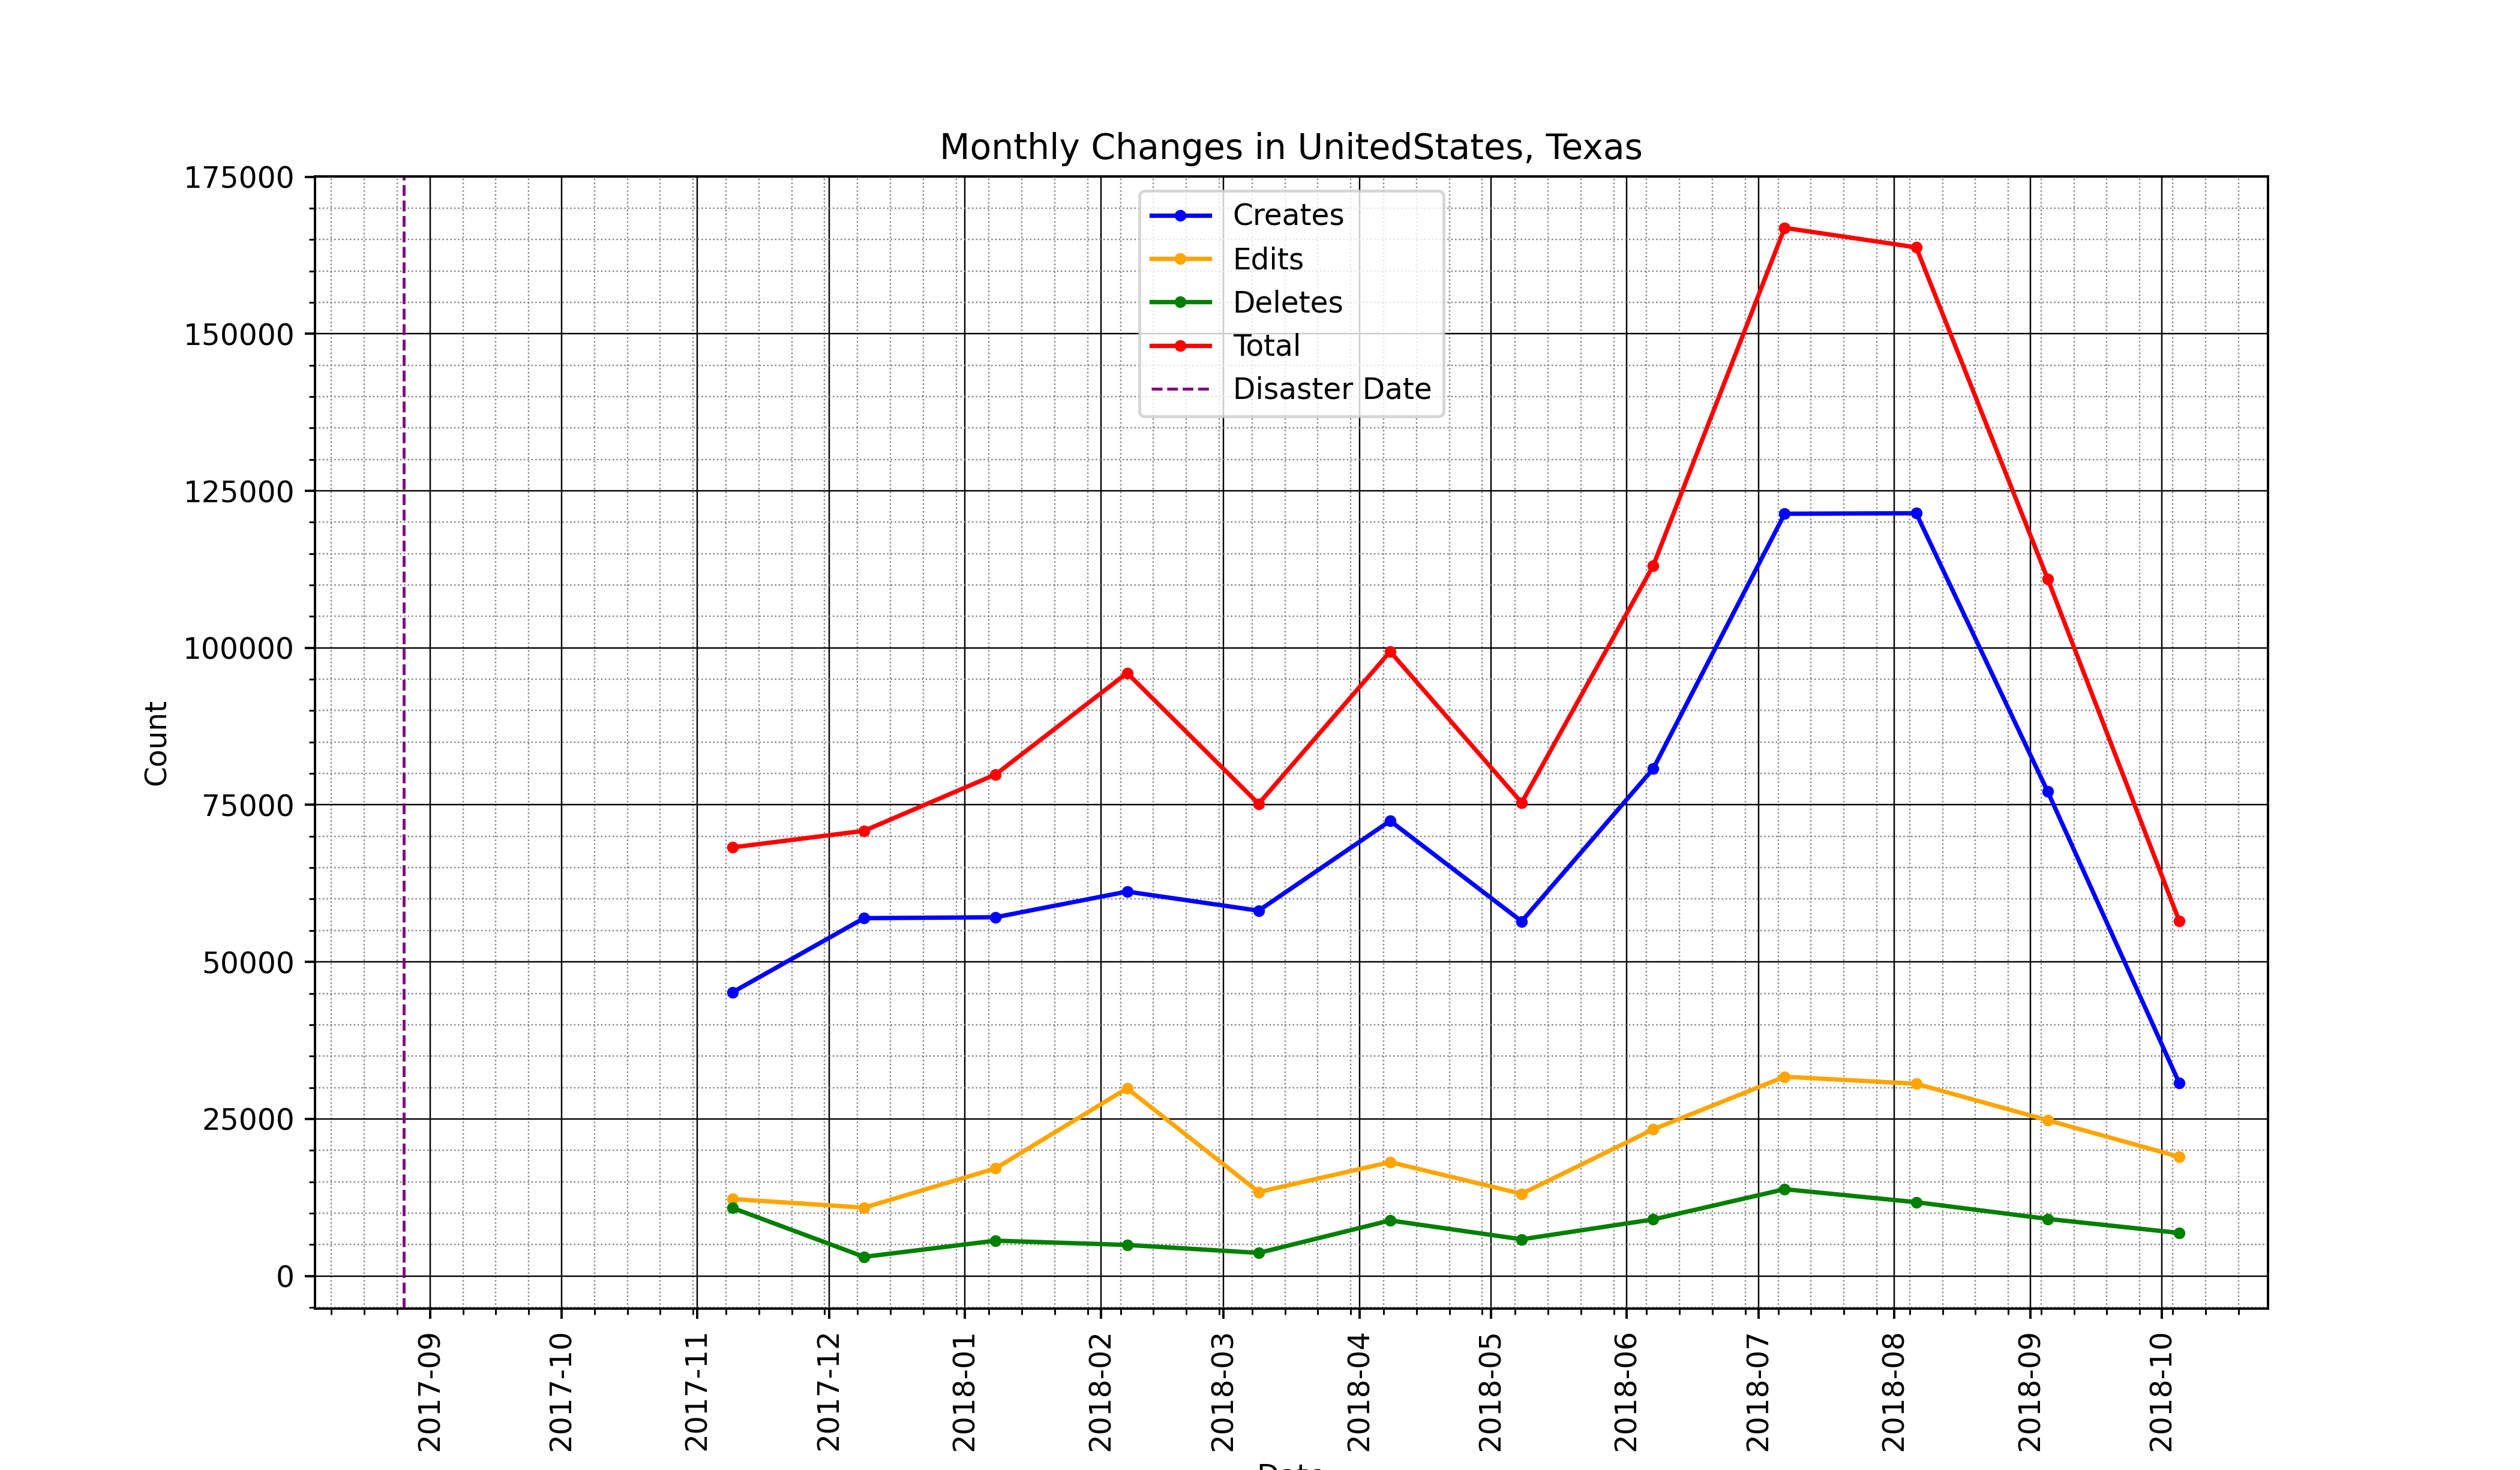 Monthly Changes in UnitedStates, Texas
175000
150000
125000
100000
75000
50000
25000
0
Count
Creates
Edits
Deletes
Total
Disaster Date
2017-09
2017-10
2017-11
2017-12
2018-01
2018-02
2018-03
2018-04
2018-05
2018-06
2018-07
2018-08
2018-09
2018-10
Date